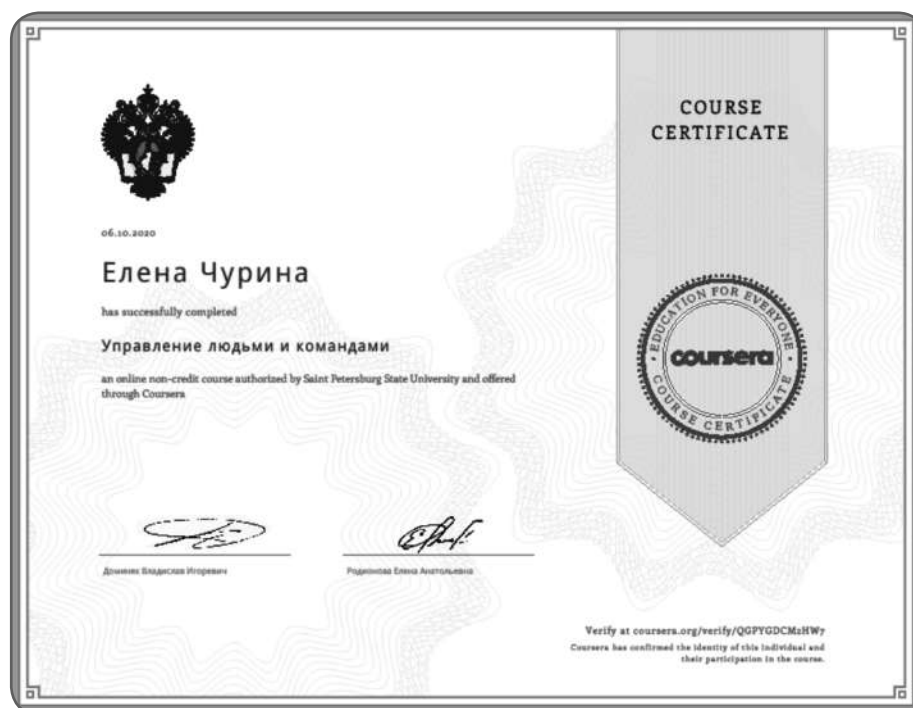 COURSE
CERTIFICATE
06.10.2020
Елена Чурина
has successfully completed
Управление людьми и командами
an online non-credit course authorized by Saint Petersburg State University and offered
through Coursera
EDUCATION FOR EVERYONE
coursera
COURSE CERTIFICATE
Доминяк Владислав Игоревич
Родионова Елена Анатольевна
Verify at coursera.org/verify/QGPYGDCM2HW7
Coursera has confirmed the identity of this individual and
their participation in the course.